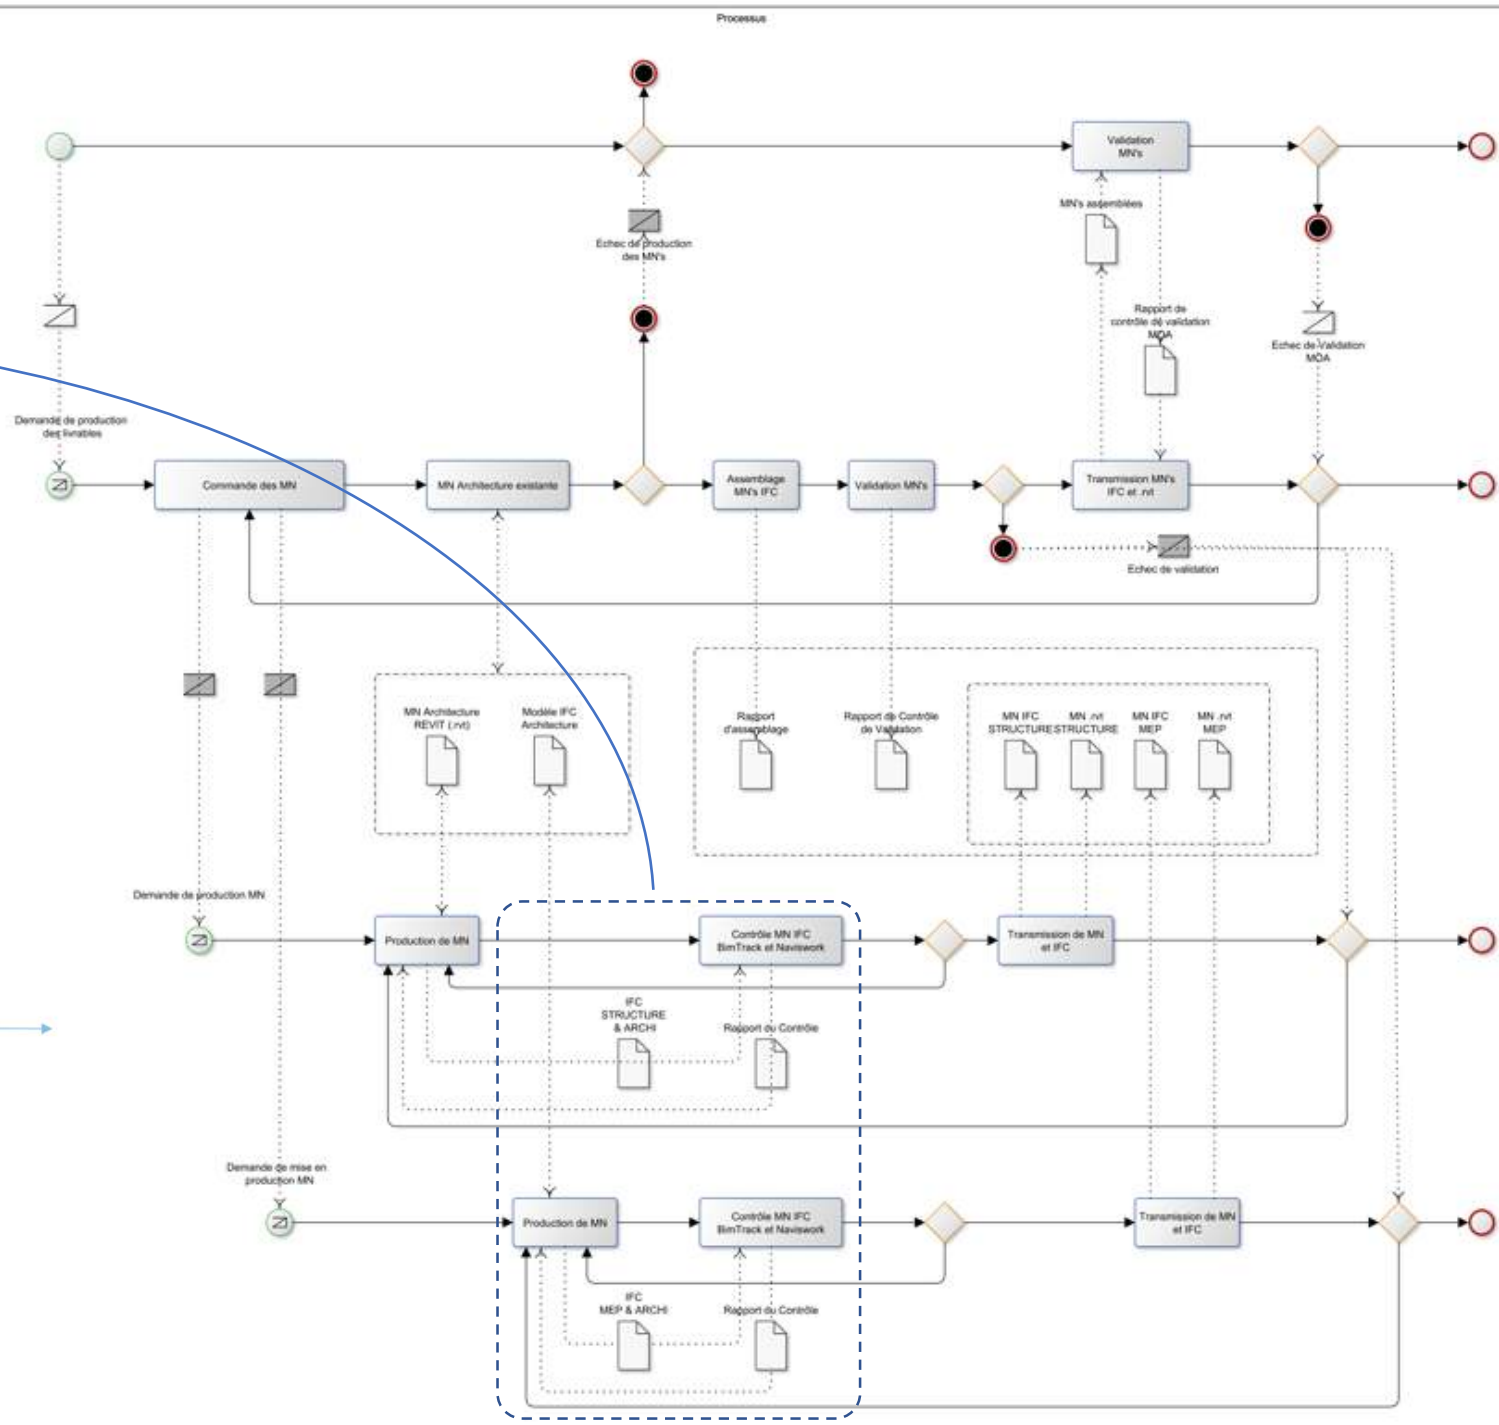 Processus
Validation
MN's
MN's assemblées
Echec de production
des MN's
Rapport de
contrôle de validation
MOA
Echec de Validation
MOA
Demande de production
des livrables
Commande des MN
MN Architecture existante
Assemblage
MN's IFC
Validation MN's
Transmission MN's
IFC et .rvt
Echec de validation
MN Architecture
REVIT (.rvt)
Modèle IFC
Architecture
Rapport
d'assemblage
Rapport de Contrôle
de Validation
MN IFC
STRUCTURE
MN .rvt
STRUCTURE
MN IFC
MEP
MN .rvt
MEP
Demande de production MN
Production de MN
Contrôle MN IFC
BimTrack et Naviswork
Transmission de MN
et IFC
IFC
STRUCTURE
& ARCHI
Rapport du Contrôle
Demande de mise en
production MN
Production de MN
Contrôle MN IFC
BimTrack et Naviswork
Transmission de MN
et IFC
IFC
MEP & ARCHI
Rapport du Contrôle